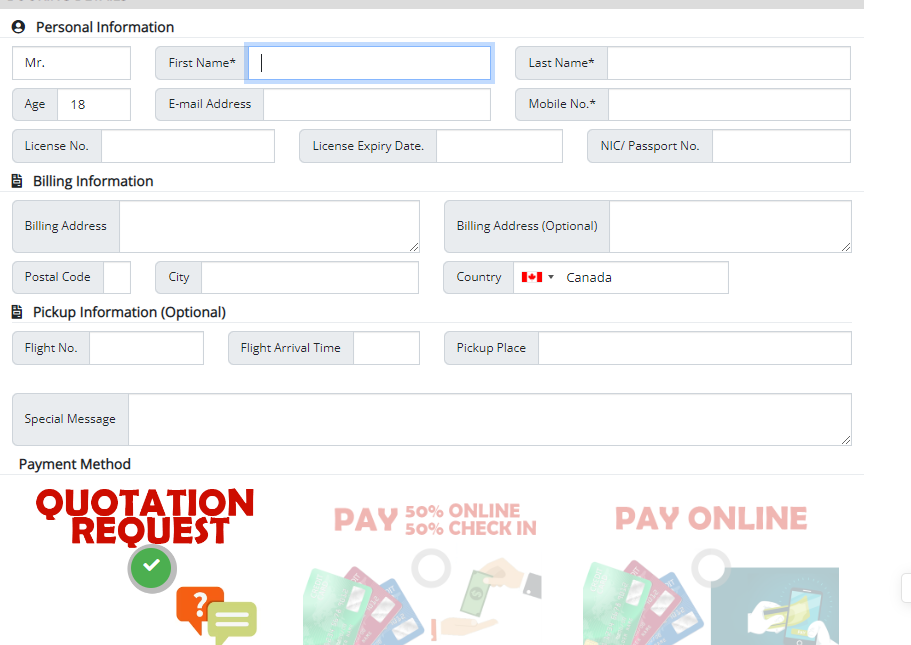 Personal Information
Mr. First Name* Last Name*
Age 18 E-mail Address Mobile No.*
License No. License Expiry Date. NIC/ Passport No.
Billing Information
Billing Address Billing Address (Optional)
Postal Code City Country Canada
Pickup Information (Optional)
Flight No. Flight Arrival Time Pickup Place
Special Message
Payment Method
QUOTATION
REQUEST
PAY 50% ONLINE
50% CHECK IN
PAY ONLINE